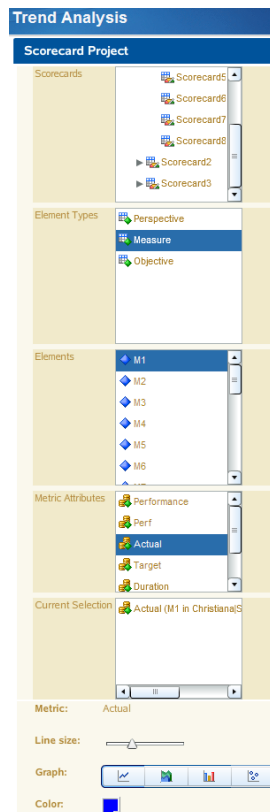 Trend Analysis
Scorecard Project
Scorecards
Scorecard5
Scorecard6
Scorecard7
Scorecard8
Scorecard2
Scorecard3
Element Types
Perspective
Measure
Objective
Elements
M1
M2
M3
M4
M5
M6
Metric Attributes
Performance
Perf
Actual
Target
Duration
Current Selection
Actual (M1 in Christiana|S
Metric: Actual
Line size:
Graph:
Color: